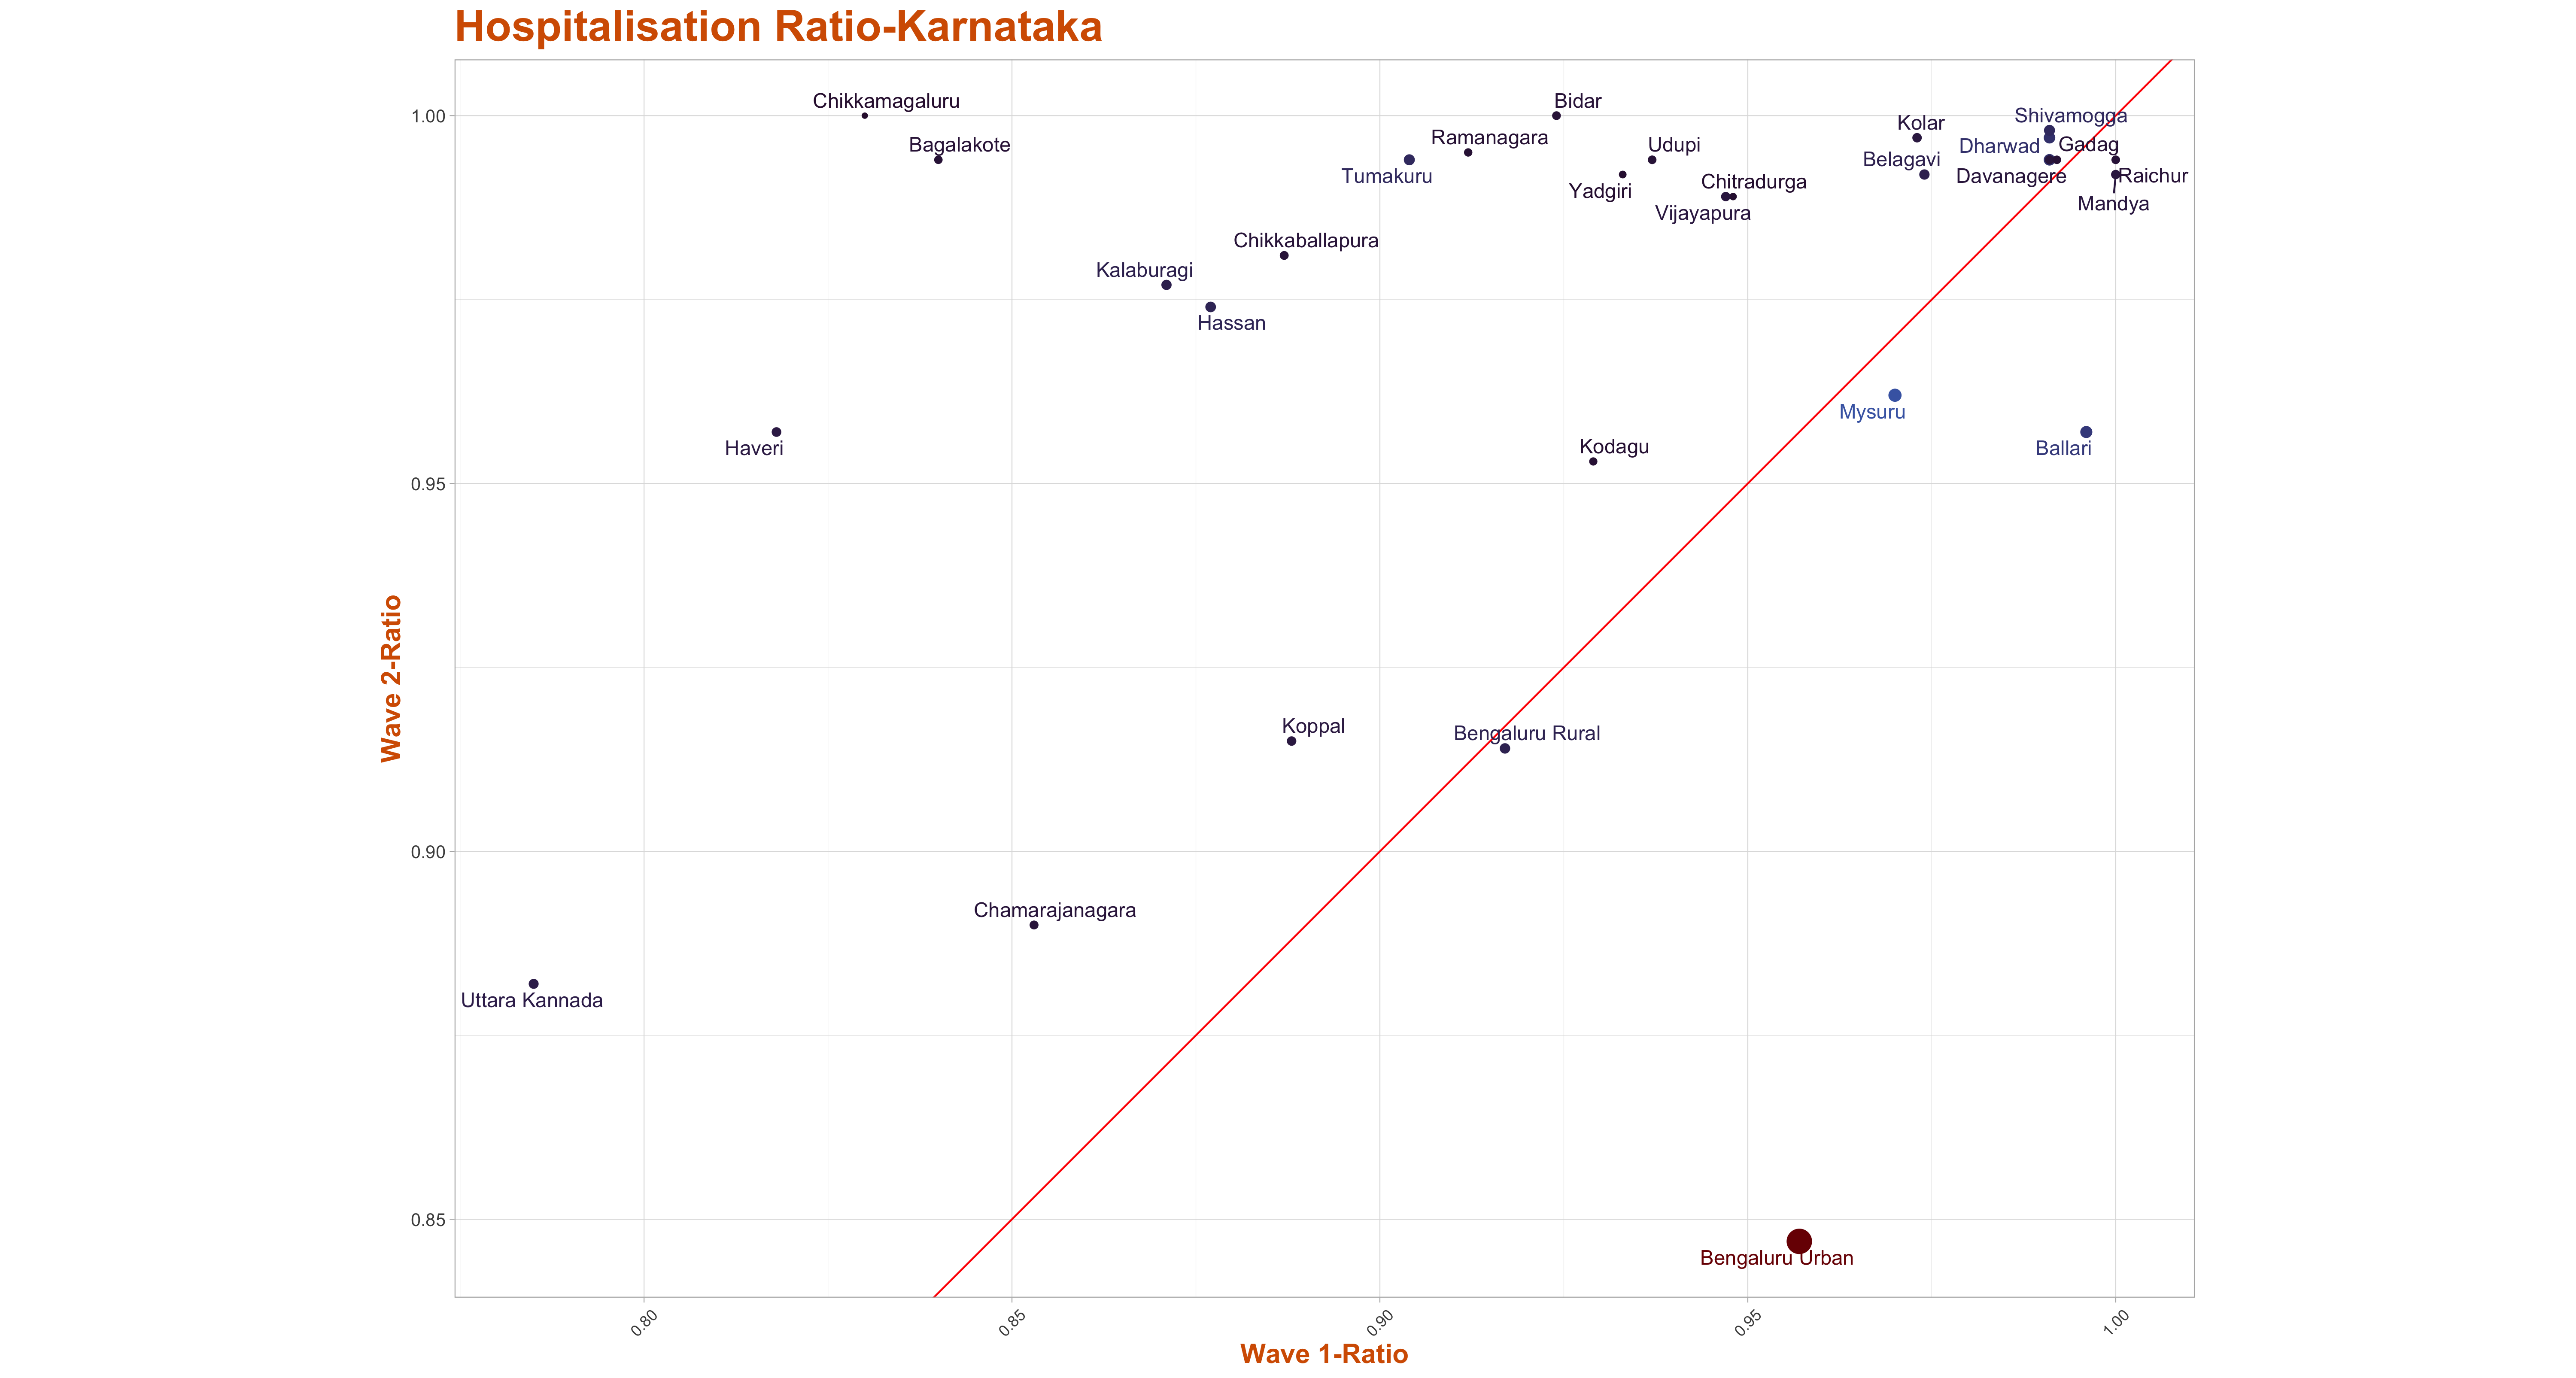 Hospitalisation Ratio-Karnataka
Chikkamagaluru
Bidar
1.00
Shivamogga
Kolar
Ramanagara
Bagalakote
Udupi
Dharwad
Gadag
Belagavi
Tumakuru
Davanagere
Raichur
Chitradurga
Yadgiri
Mandya
Vijayapura
Chikkaballapura
Kalaburagi
Hassan
Mysuru
Haveri
Kodagu
Ballari
0.95
Wave 2-Ratio
Koppal
Bengaluru Rural
0.90
Chamarajanagara
Uttara Kannada
0.85
Bengaluru Urban
0.80
0.85
0.90
0.95
1.00
Wave 1-Ratio